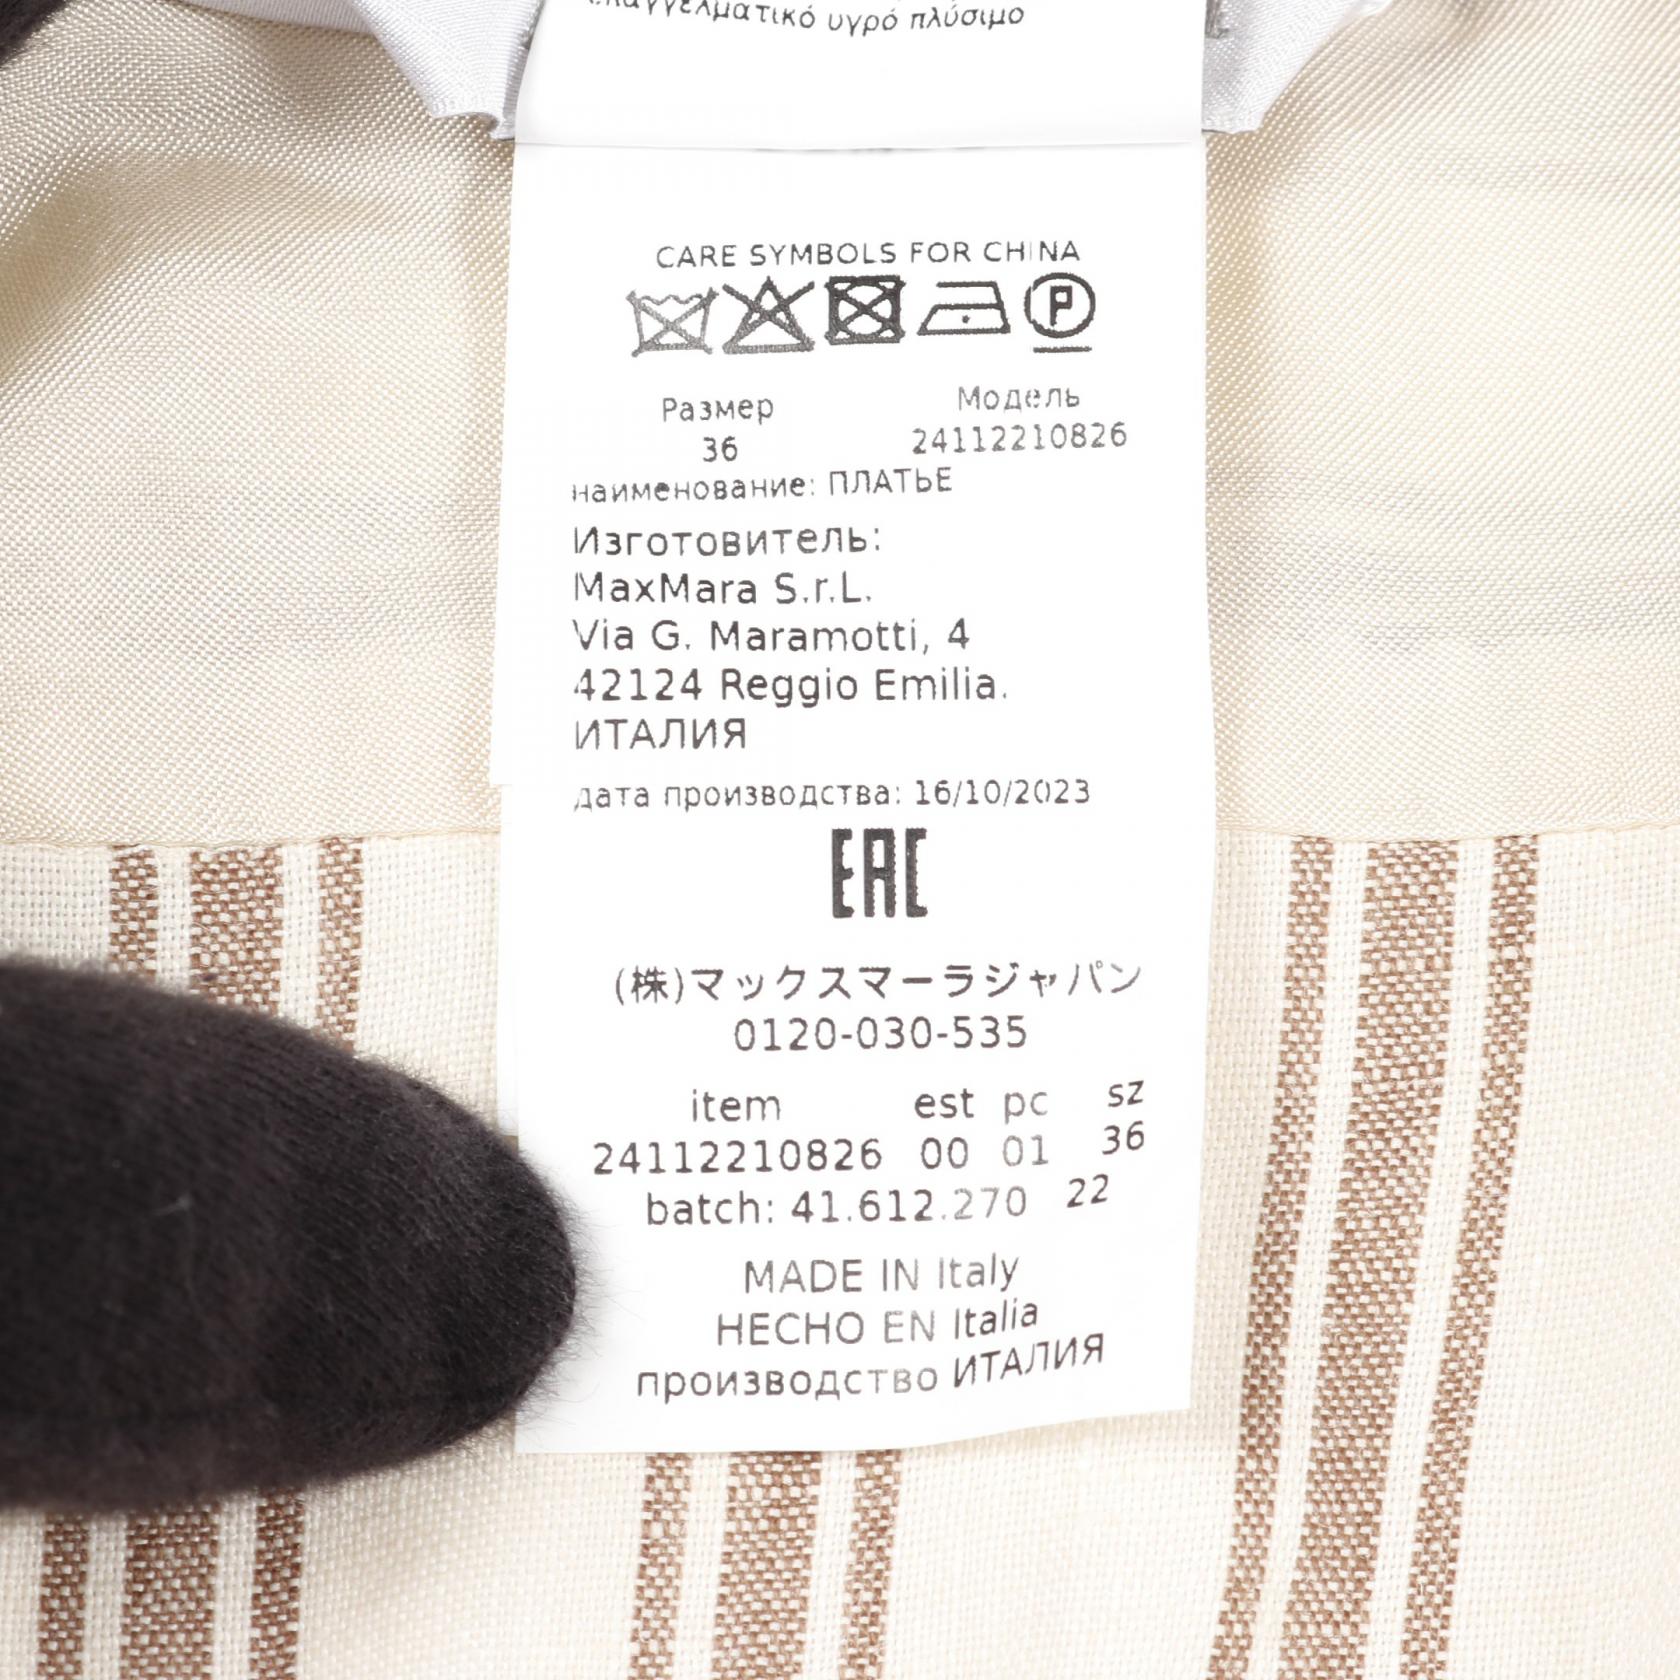 υγρό πλύσιμο
CARE SYMBOLS FOR CHINA
P
Размер Модель
36 24112210826
наименование: ПЛАТЬЕ
Изготовитель:
MaxMara S.r.L.
Via G. Maramotti, 4
42124 Reggio Emilia.
ИТАЛИЯ
дата производства: 16/10/2023
EAC
(株)マックスマーラジャパン
0120-030-535
item est pc sz
24112210826 00 01 36
batch: 41.612.270 22
MADE IN Italy
HECHO EN Italia
производство ИТАЛИЯ